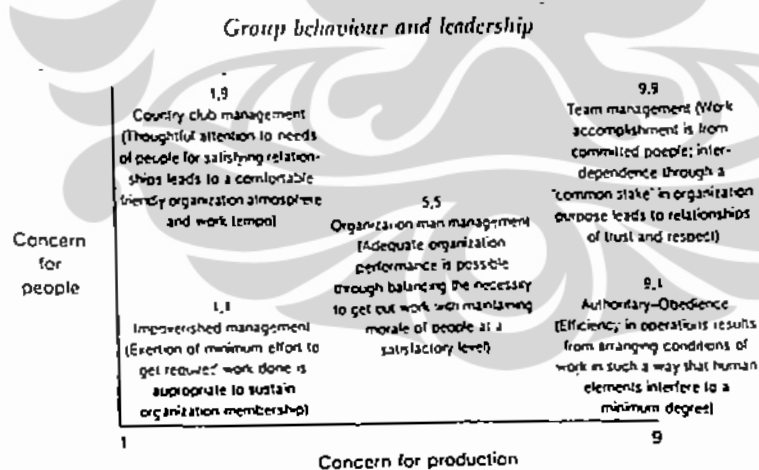 Group behaviour and leadership
1,9
Country club management
(Thoughtful attention to needs
of people for satisfying relation-
ships leads to a comfortable
friendly organization atmosphere
and work tempo)
9,9
Team management (Work
accomplishment is from
committed poeple; inter-
dependence through a
"common stake" in organization
purpose leads to relationships
of trust and respect)
5,5
Organization man management
(Adequate organization
performance is possible
through balancing the necessary
to get out work with maintaining
morale of people at a
satisfactory level)
Concern
for
people
1,1
Impoverished management
(Exertion of minimum effort to
get required work done is
appropriate to sustain
organization membership)
9,1
Authoritary-Obedience
(Efficiency in operations results
from arranging conditions of
work in such a way that human
elements interfere to a
minimum degree)
1
9
Concern for production